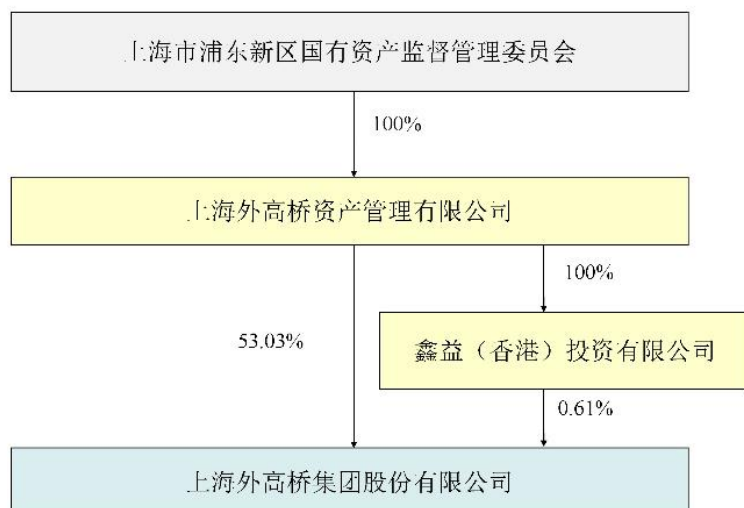 上海市浦东新区国有资产监督管理委员会
100%
上海外高桥资产管理有限公司
100%
53.03%
鑫益（香港）投资有限公司
0.61%
上海外高桥集团股份有限公司